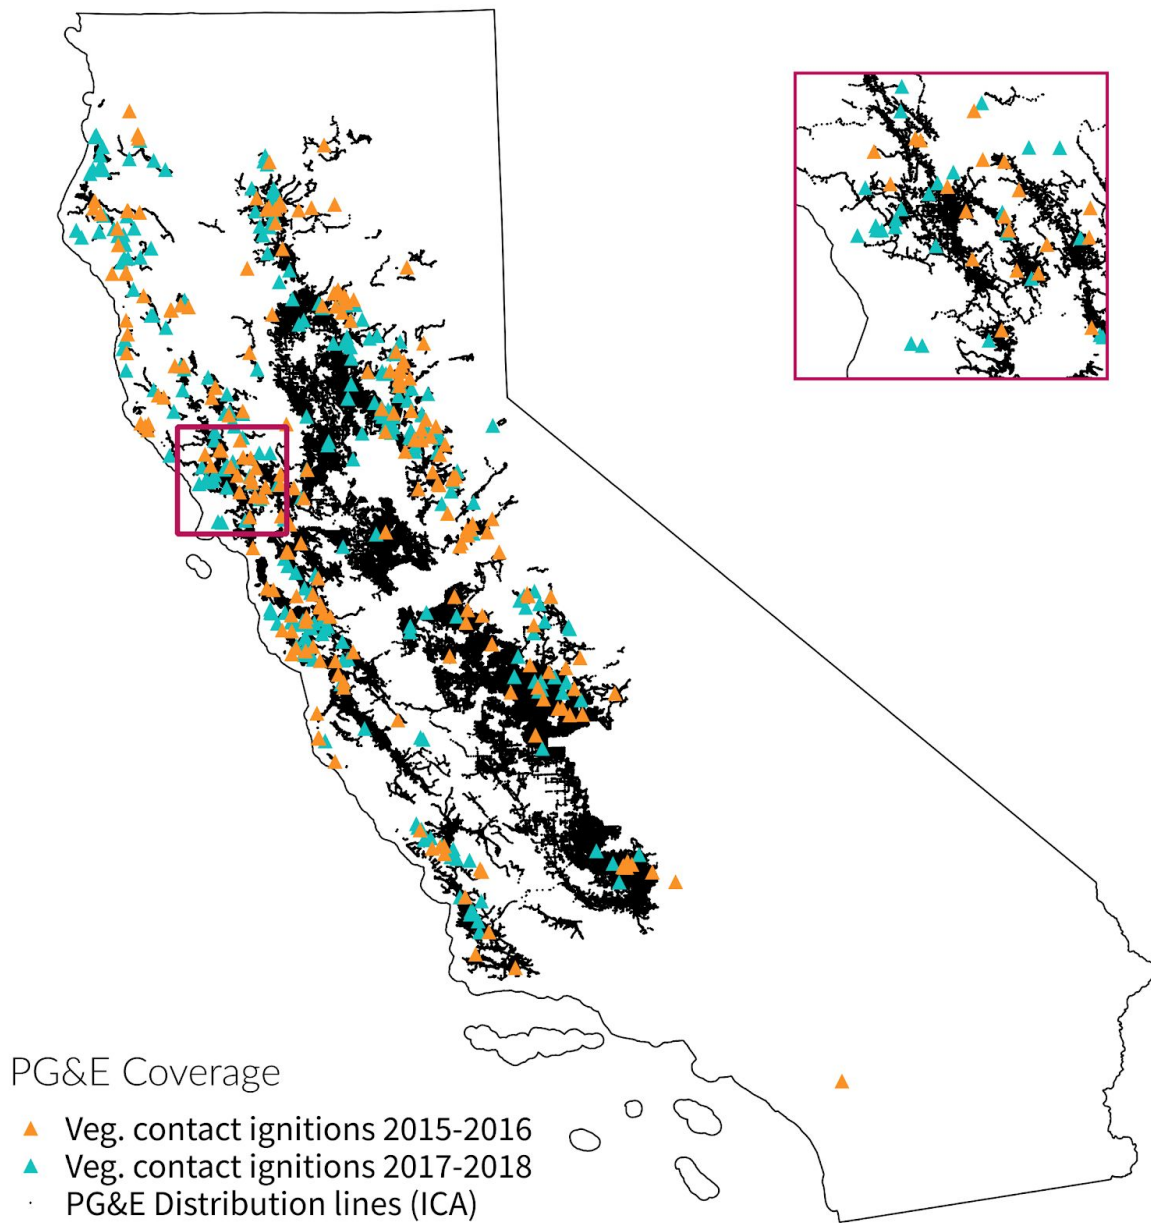 PG&E Coverage
Veg. contact ignitions 2015-2016
Veg. contact ignitions 2017-2018
PG&E Distribution lines (ICA)